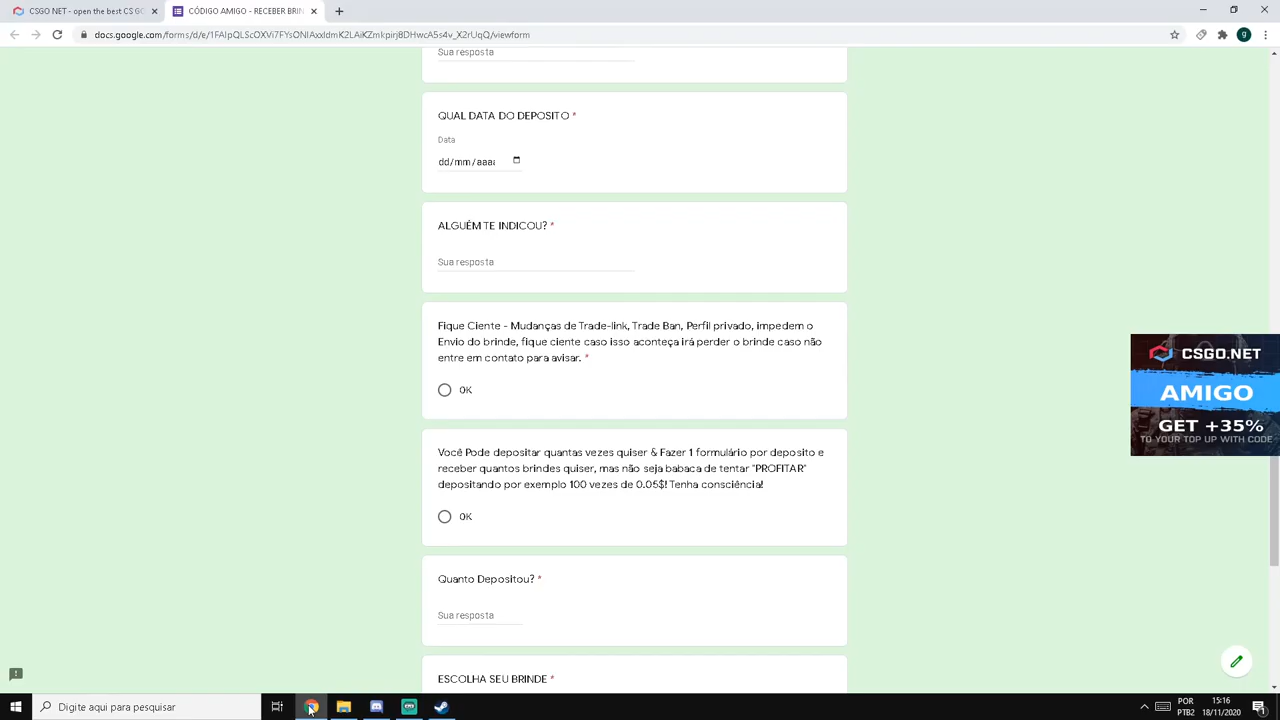 CSGO.NET - open the best CS GO
CÓDIGO AMIGO - RECEBER BRIN
docs.google.com/forms/d/e/1FAIpQLScOXVi7FYsONIAxxldmK2LAiKZmkpirj8DHwcA5s4v_X2rUqQ/viewform
g
Sua resposta
QUAL DATA DO DEPOSITO *
Data
dd/mm/aaaa
ALGUÉM TE INDICOU? *
Sua resposta
Fique Ciente - Mudanças de Trade-link, Trade Ban, Perfil privado, impedem o
Envio do brinde, fique ciente caso isso aconteça irá perder o brinde caso não
entre em contato para avisar. *
OK
Você Pode depositar quantas vezes quiser & Fazer 1 formulário por deposito e
receber quantos brindes quiser, mas não seja babaca de tentar "PROFITAR"
depositando por exemplo 100 vezes de 0.05$! Tenha consciência!
OK
Quanto Depositou? *
Sua resposta
ESCOLHA SEU BRINDE *
CSGO.NET
AMIGO
GET +35%
TO YOUR TOP UP WITH CODE
Digite aqui para pesquisar
POR
PTB2
15:16
18/11/2020
1